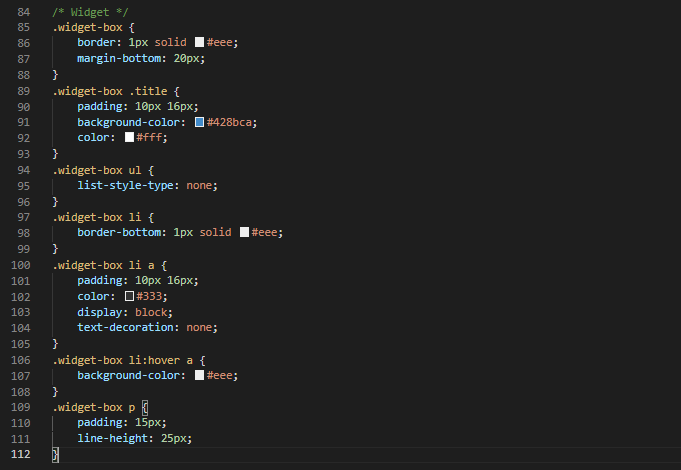 84 /* Widget */
85 .widget-box {
86     border: 1px solid #eee;
87     margin-bottom: 20px;
88 }
89 .widget-box .title {
90     padding: 10px 16px;
91     background-color: #428bca;
92     color: #fff;
93 }
94 .widget-box ul {
95     list-style-type: none;
96 }
97 .widget-box li {
98     border-bottom: 1px solid #eee;
99 }
100 .widget-box li a {
101     padding: 10px 16px;
102     color: #333;
103     display: block;
104     text-decoration: none;
105 }
106 .widget-box li:hover a {
107     background-color: #eee;
108 }
109 .widget-box p {
110     padding: 15px;
111     line-height: 25px;
112 }